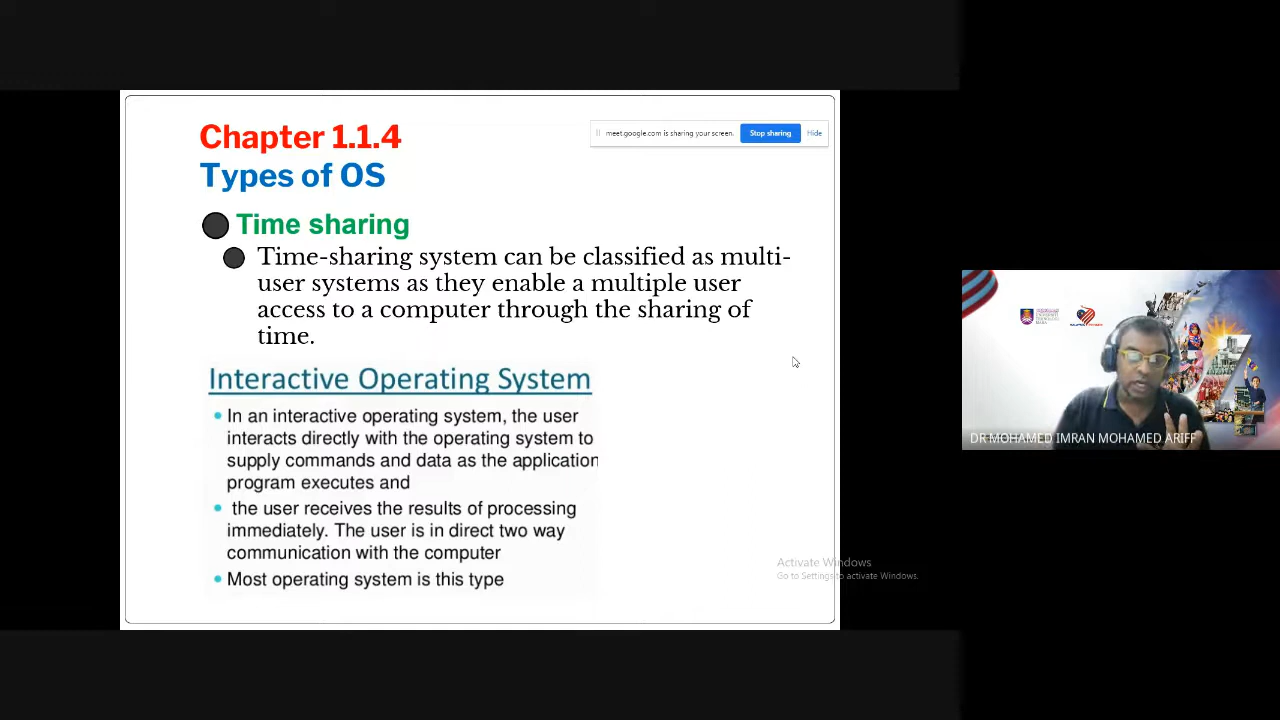 Chapter 1.1.4
Types of OS
meet.google.com is sharing your screen.
Stop sharing
Hide
Time sharing
Time-sharing system can be classified as multi-
user systems as they enable a multiple user
access to a computer through the sharing of
time.
Interactive Operating System
In an interactive operating system, the user
interacts directly with the operating system to
supply commands and data as the application
program executes and
the user receives the results of processing
immediately. The user is in direct two way
communication with the computer
Most operating system is this type
Activate Windows
Go to Settings to activate Windows.
DR MOHAMED IMRAN MOHAMED ARIFF